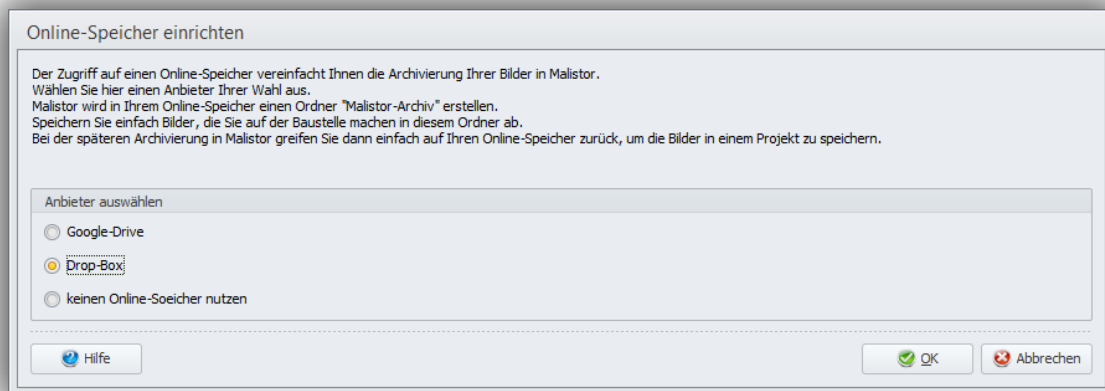 Online-Speicher einrichten
Der Zugriff auf einen Online-Speicher vereinfacht Ihnen die Archivierung Ihrer Bilder in Malistor.
Wählen Sie hier einen Anbieter Ihrer Wahl aus.
Malistor wird in Ihrem Online-Speicher einen Ordner "Malistor-Archiv" erstellen.
Speichern Sie einfach Bilder, die Sie auf der Baustelle machen in diesem Ordner ab.
Bei der späteren Archivierung in Malistor greifen Sie dann einfach auf Ihren Online-Speicher zurück, um die Bilder in einem Projekt zu speichern.
Anbieter auswählen
Google-Drive
Drop-Box
keinen Online-Soeicher nutzen
Hilfe
OK
Abbrechen